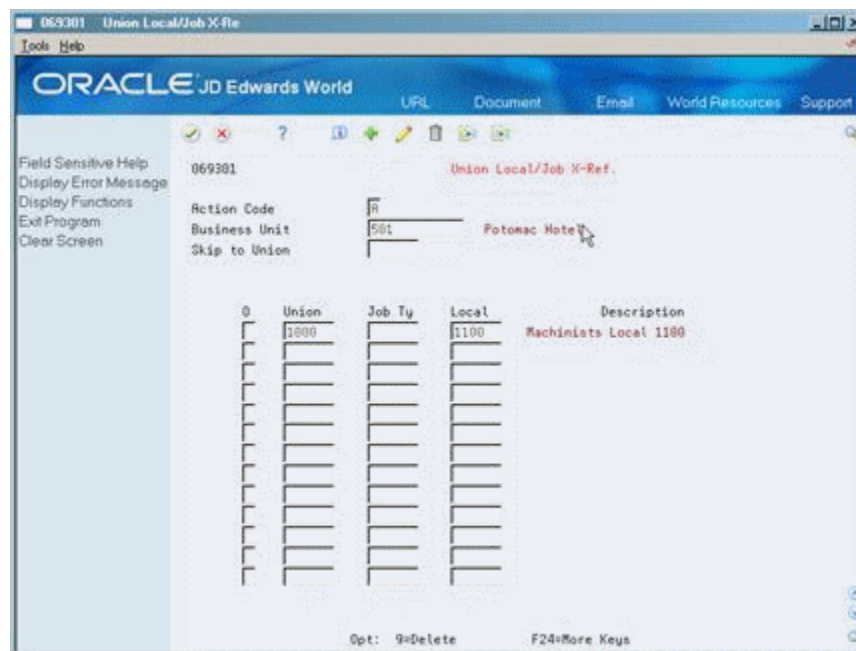 069301 Union Local/Job X-Re
Tools Help
ORACLE JD Edwards World
URL Document Email World Resources Support
Field Sensitive Help
Display Error Message
Display Functions
Exit Program
Clear Screen
069301 Union Local/Job X-Ref.
Action Code A
Business Unit 501 Potomac Hotel
Skip to Union
O Union Job Ty Local Description
1000 1100 Machinists Local 1100
Opt: 9=Delete F24=More Keys